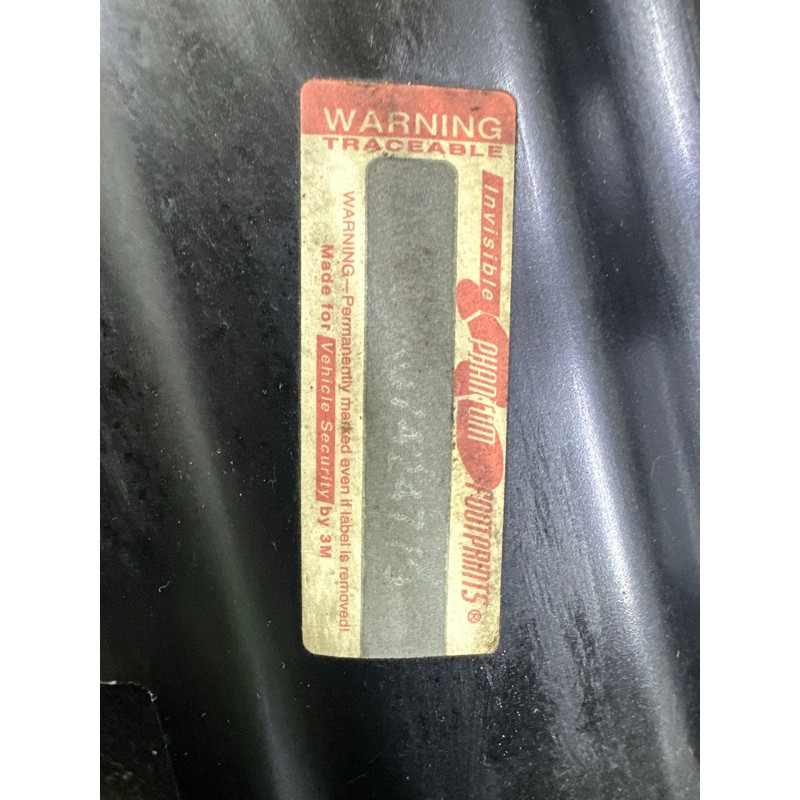 WARNING
TRACEABLE
Invisible
PHANTOM
FOOTPRINTS®
WARNING—Permanently marked even if label is removed!
Made for Vehicle Security by 3M